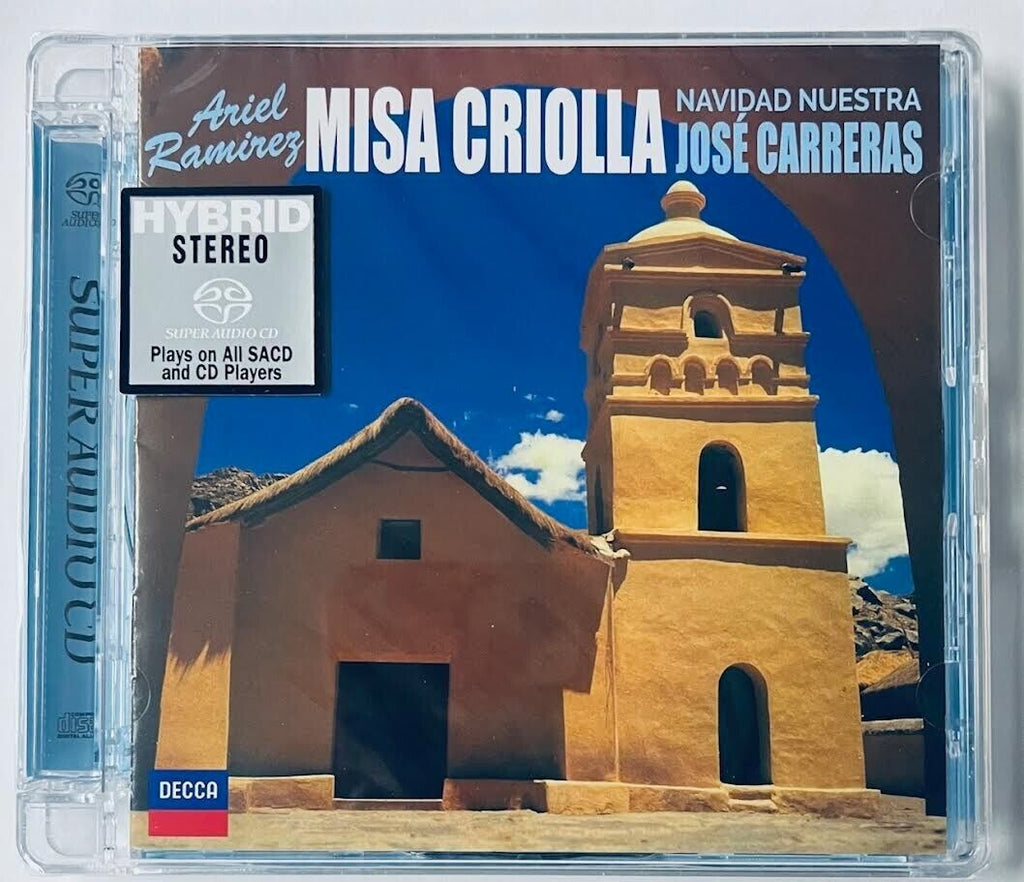 Ariel
Ramirez
MISA CRIOLLA
NAVIDAD NUESTRA
JOSÉ CARRERAS
HYBRID
STEREO
SUPER AUDIO CD
Plays on All SACD
and CD Players
SUPER AUDIO CD
DECCA